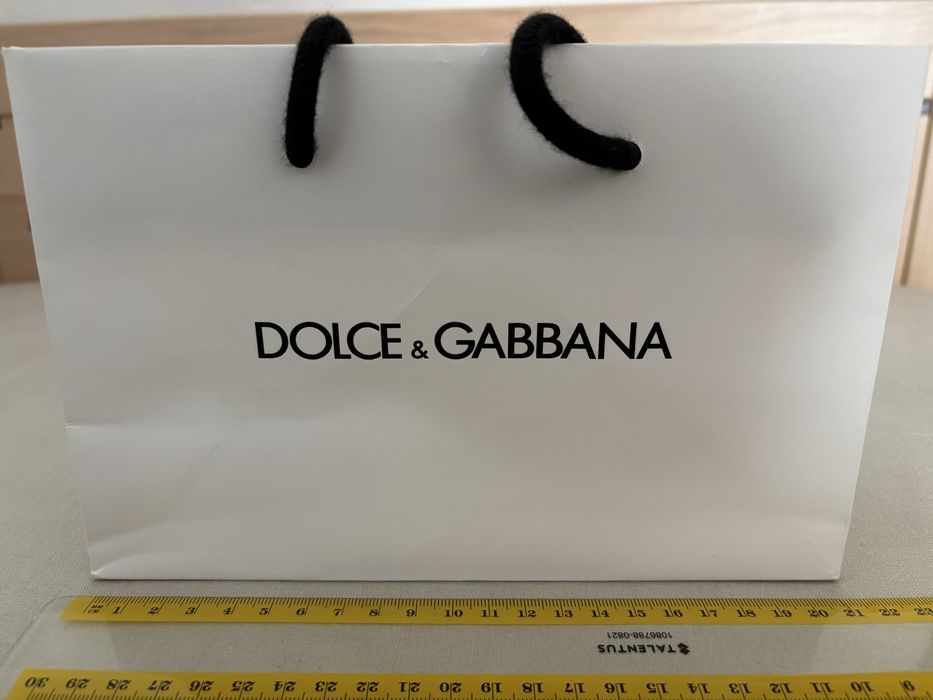 DOLCE & GABBANA
MM
CM 1 2 3 4 5 6 7 8 9 10 11 12 13 14 15 16 17 18 19 20 21 22 23
1086788-0821
TALENTUS
30 29 28 27 26 25 24 23 22 21 20 19 18 17 16 15 14 13 12 11 10 9